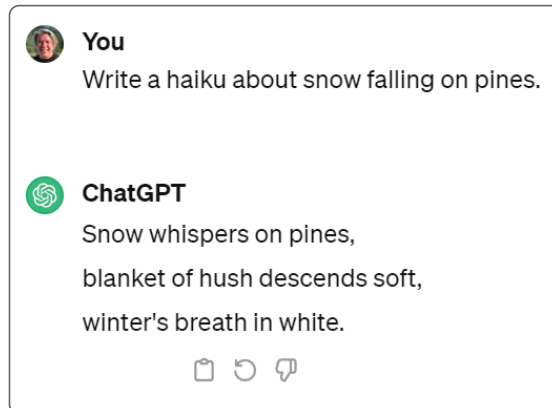 You
Write a haiku about snow falling on pines.
ChatGPT
Snow whispers on pines,
blanket of hush descends soft,
winter's breath in white.